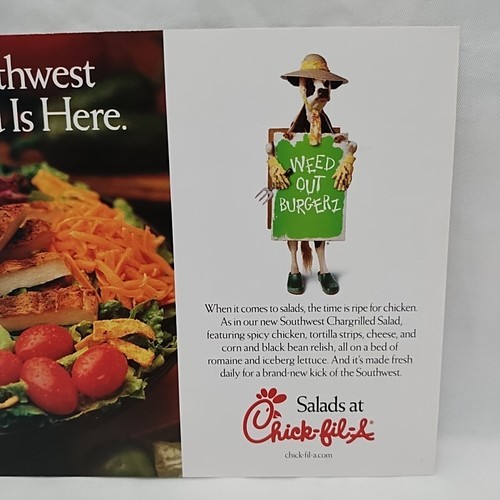 thwest
Is Here.
WEED
OUT
BURGERZ
When it comes to salads, the time is ripe for chicken.
As in our new Southwest Chargrilled Salad,
featuring spicy chicken, tortilla strips, cheese, and
corn and black bean relish, all on a bed of
romaine and iceberg lettuce. And it's made fresh
daily for a brand-new kick of the Southwest.
Salads at
Chick-fil-A®
chick-fil-a.com